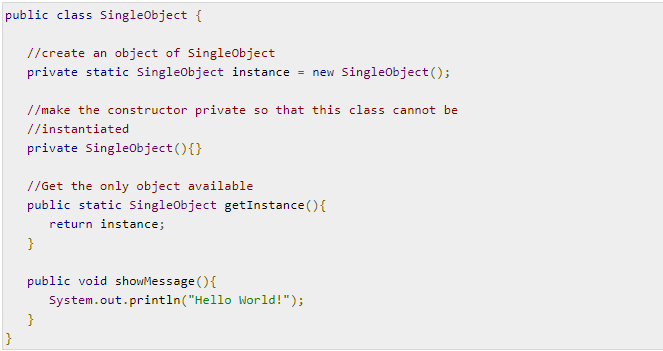 public class SingleObject {
//create an object of SingleObject
private static SingleObject instance = new SingleObject();
//make the constructor private so that this class cannot be
//instantiated
private SingleObject(){}
//Get the only object available
public static SingleObject getInstance(){
return instance;
}
public void showMessage(){
System.out.println("Hello World!");
}
}